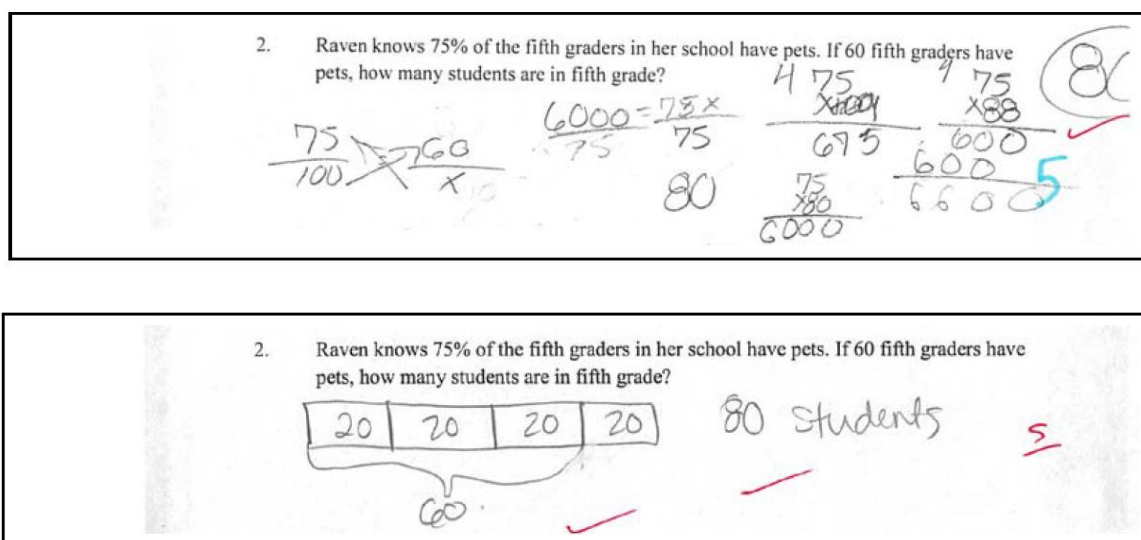 2. Raven knows 75% of the fifth graders in her school have pets. If 60 fifth graders have
pets, how many students are in fifth grade?
75/100 = 60/x
6000 = 75x
75 75
80
4 75
675
75
x80
6000
4 75
x88
600
600
6600
5
2. Raven knows 75% of the fifth graders in her school have pets. If 60 fifth graders have
pets, how many students are in fifth grade?
20 20 20 20
60
80 students
5